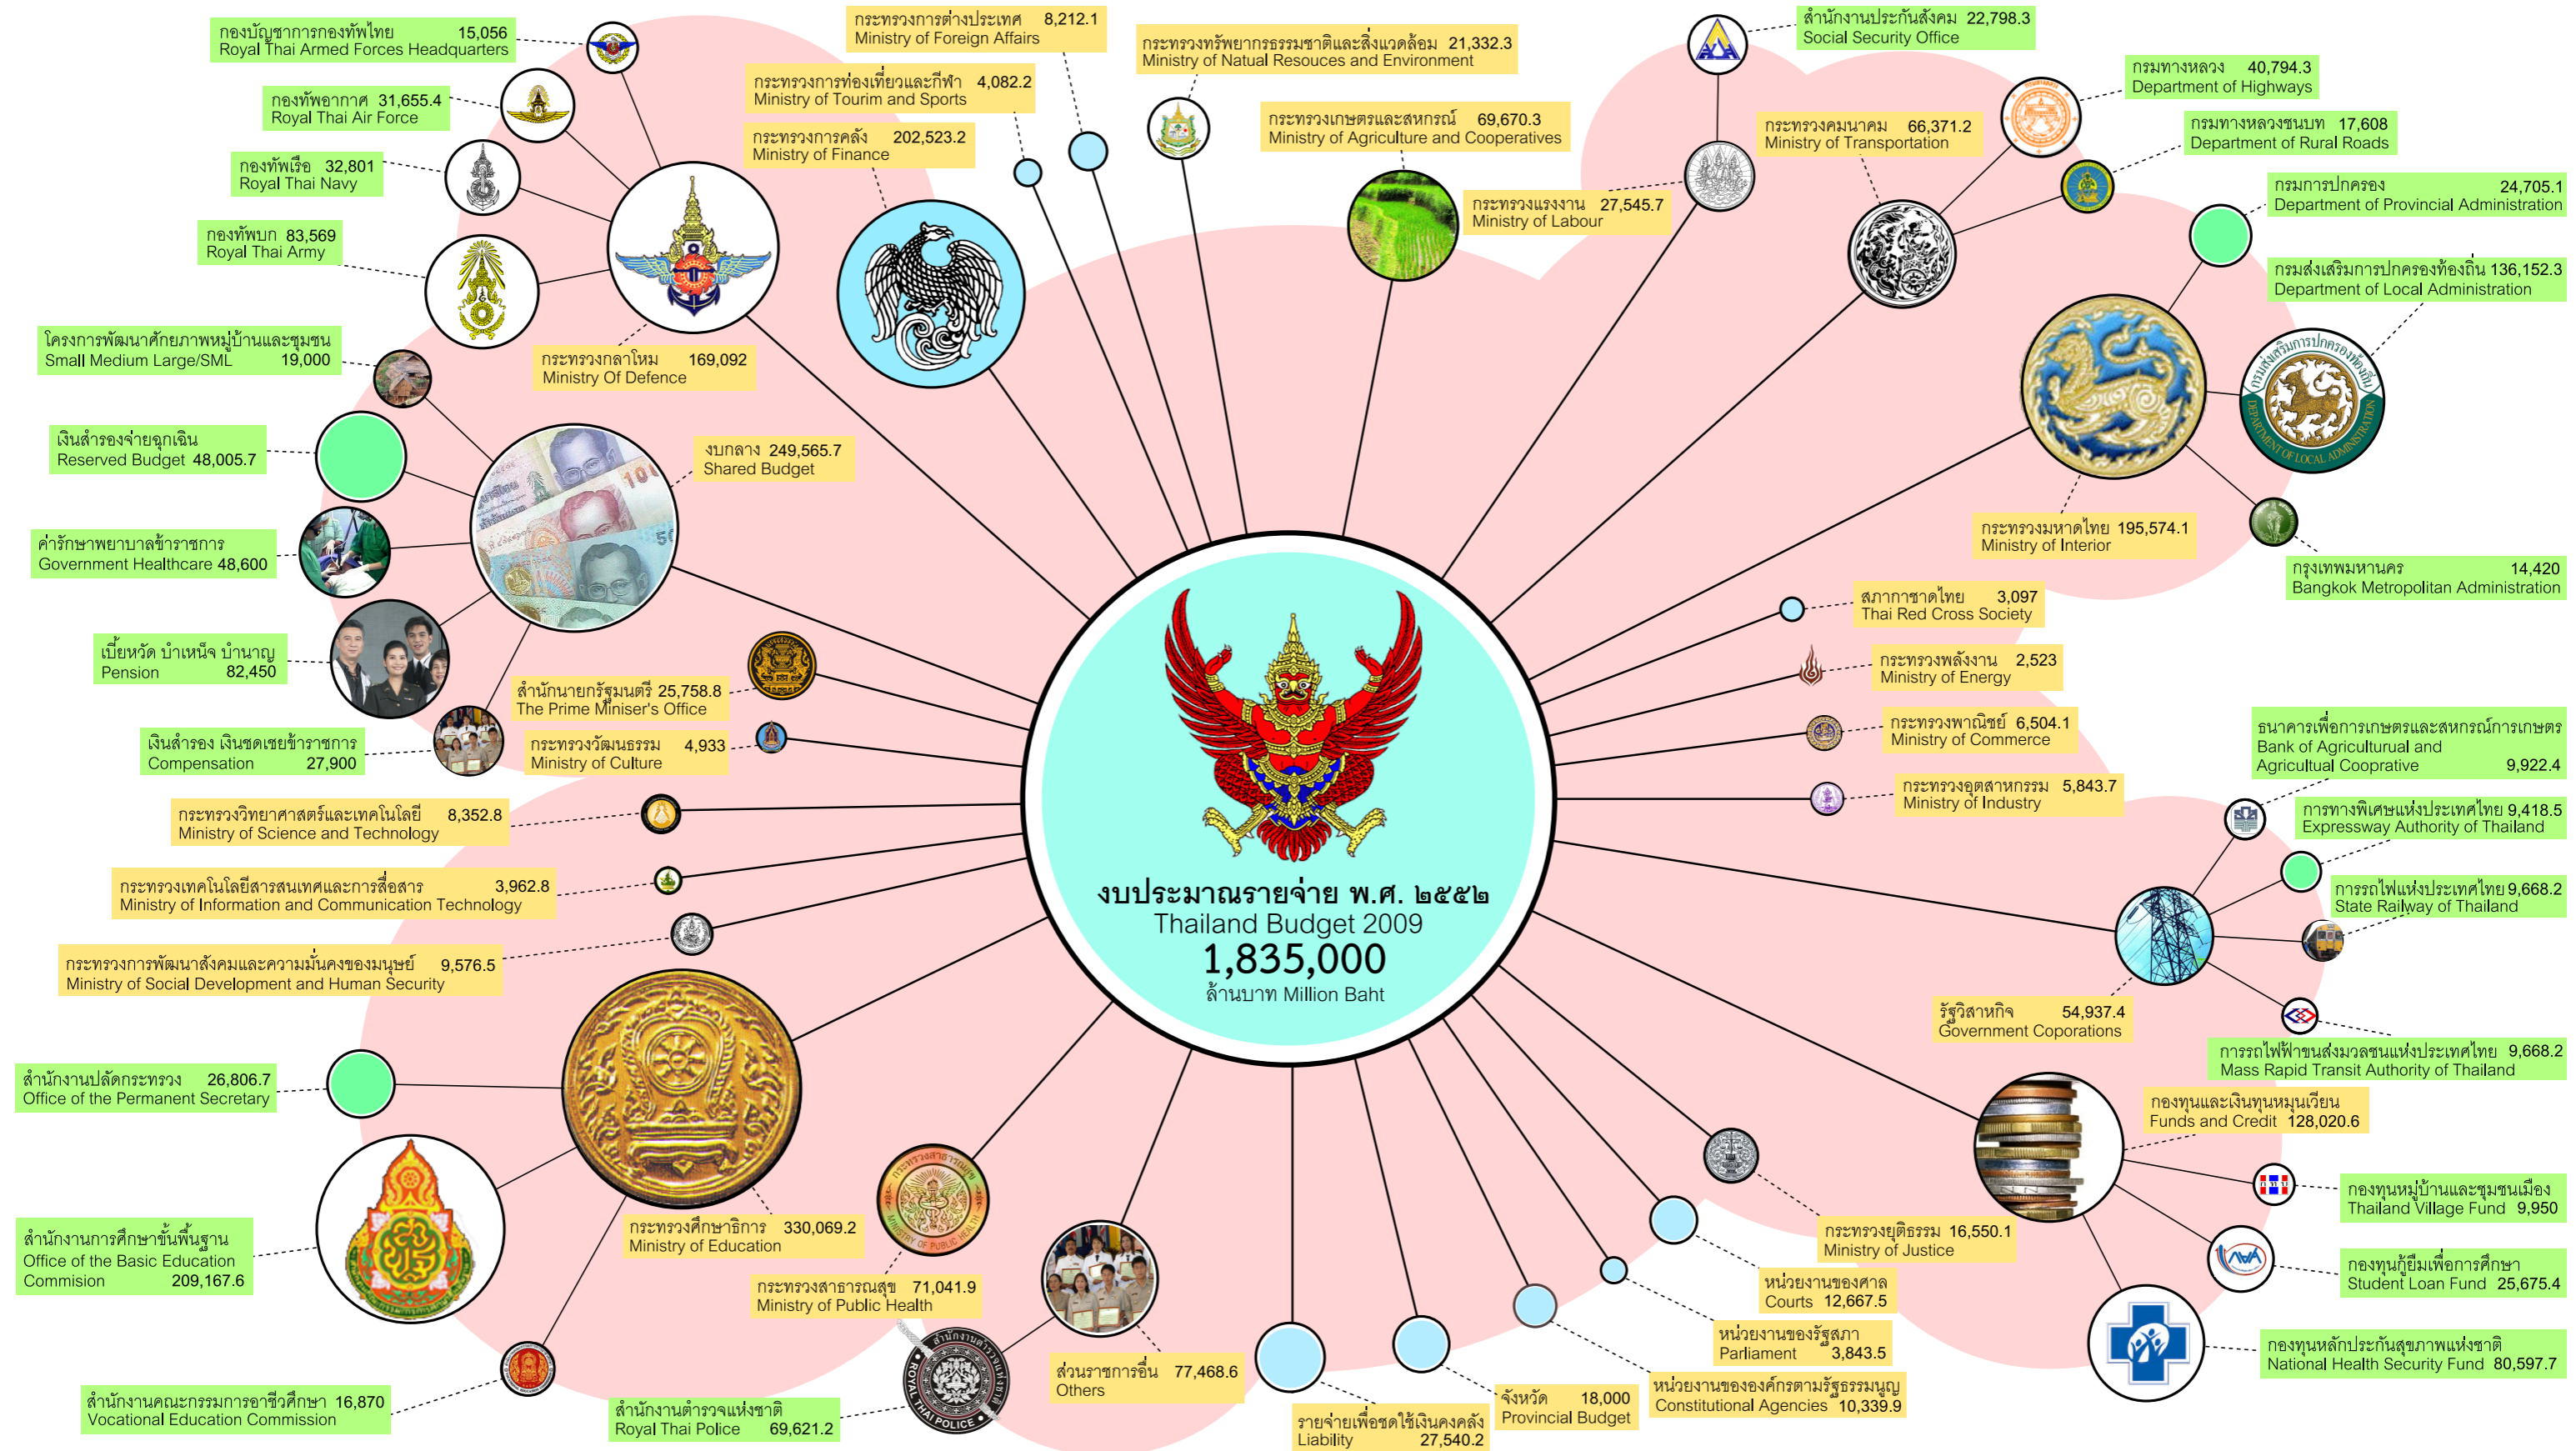 กองบัญชาการกองทัพไทย 15,056
Royal Thai Armed Forces Headquarters
กองทัพอากาศ 31,655.4
Royal Thai Air Force
กองทัพเรือ 32,801
Royal Thai Navy
กองทัพบก 83,569
Royal Thai Army
กระทรวงกลาโหม 169,092
Ministry Of Defence
กระทรวงการต่างประเทศ 8,212.1
Ministry of Foreign Affairs
กระทรวงการท่องเที่ยวและกีฬา 4,082.2
Ministry of Tourim and Sports
กระทรวงการคลัง 202,523.2
Ministry of Finance
กระทรวงทรัพยากรธรรมชาติและสิ่งแวดล้อม 21,332.3
Ministry of Natual Resouces and Environment
กระทรวงเกษตรและสหกรณ์ 69,670.3
Ministry of Agriculture and Cooperatives
สำนักงานประกันสังคม 22,798.3
Social Security Office
กระทรวงแรงงาน 27,545.7
Ministry of Labour
กระทรวงคมนาคม 66,371.2
Ministry of Transportation
กรมทางหลวง 40,794.3
Department of Highways
กรมทางหลวงชนบท 17,608
Department of Rural Roads
กรมการปกครอง 24,705.1
Department of Provincial Administration
กรมส่งเสริมการปกครองท้องถิ่น 136,152.3
Department of Local Administration
กรมส่งเสริมการปกครองท้องถิ่น
DEPARTMENT OF LOCAL ADMINISTRATION
กระทรวงมหาดไทย 195,574.1
Ministry of Interior
กรุงเทพมหานคร 14,420
Bangkok Metropolitan Administration
โครงการพัฒนาศักยภาพหมู่บ้านและชุมชน
Small Medium Large/SML 19,000
เงินสำรองจ่ายฉุกเฉิน
Reserved Budget 48,005.7
ค่ารักษาพยาบาลข้าราชการ
Government Healthcare 48,600
เบี้ยหวัด บำเหน็จ บำนาญ
Pension 82,450
เงินสำรอง เงินชดเชยข้าราชการ
Compensation 27,900
งบกลาง 249,565.7
Shared Budget
สำนักนายกรัฐมนตรี 25,758.8
The Prime Miniser's Office
กระทรวงวัฒนธรรม 4,933
Ministry of Culture
สภากาชาดไทย 3,097
Thai Red Cross Society
กระทรวงพลังงาน 2,523
Ministry of Energy
กระทรวงพาณิชย์ 6,504.1
Ministry of Commerce
กระทรวงอุตสาหกรรม 5,843.7
Ministry of Industry
กระทรวงวิทยาศาสตร์และเทคโนโลยี 8,352.8
Ministry of Science and Technology
กระทรวงเทคโนโลยีสารสนเทศและการสื่อสาร 3,962.8
Ministry of Information and Communication Technology
กระทรวงการพัฒนาสังคมและความมั่นคงของมนุษย์ 9,576.5
Ministry of Social Development and Human Security
งบประมาณรายจ่าย พ.ศ. ๒๕๕๒
Thailand Budget 2009
1,835,000
ล้านบาท Million Baht
ธนาคารเพื่อการเกษตรและสหกรณ์การเกษตร
Bank of Agriculturual and
Agricultual Cooprative 9,922.4
การทางพิเศษแห่งประเทศไทย 9,418.5
Expressway Authority of Thailand
การรถไฟแห่งประเทศไทย 9,668.2
State Railway of Thailand
รัฐวิสาหกิจ 54,937.4
Government Coporations
การรถไฟฟ้าขนส่งมวลชนแห่งประเทศไทย 9,668.2
Mass Rapid Transit Authority of Thailand
กองทุนและเงินทุนหมุนเวียน
Funds and Credit 128,020.6
กองทุนหมู่บ้านและชุมชนเมือง
Thailand Village Fund 9,950
กองทุนกู้ยืมเพื่อการศึกษา
Student Loan Fund 25,675.4
กองทุนหลักประกันสุขภาพแห่งชาติ
National Health Security Fund 80,597.7
สำนักงานปลัดกระทรวง 26,806.7
Office of the Permanent Secretary
สำนักงานการศึกษาขั้นพื้นฐาน
Office of the Basic Education
Commision 209,167.6
สำนักงานคณะกรรมการอาชีวศึกษา 16,870
Vocational Education Commission
กระทรวงศึกษาธิการ 330,069.2
Ministry of Education
กระทรวงสาธารณสุข
MINISTRY OF PUBLIC HEALTH
กระทรวงสาธารณสุข 71,041.9
Ministry of Public Health
สำนักงานตำรวจแห่งชาติ
ROYAL THAI POLICE
สำนักงานตำรวจแห่งชาติ
Royal Thai Police 69,621.2
ส่วนราชการอื่น 77,468.6
Others
รายจ่ายเพื่อชดใช้เงินคงคลัง
Liability 27,540.2
จังหวัด 18,000
Provincial Budget
หน่วยงานขององค์กรตามรัฐธรรมนูญ
Constitutional Agencies 10,339.9
หน่วยงานของรัฐสภา
Parliament 3,843.5
หน่วยงานของศาล
Courts 12,667.5
กระทรวงยุติธรรม 16,550.1
Ministry of Justice